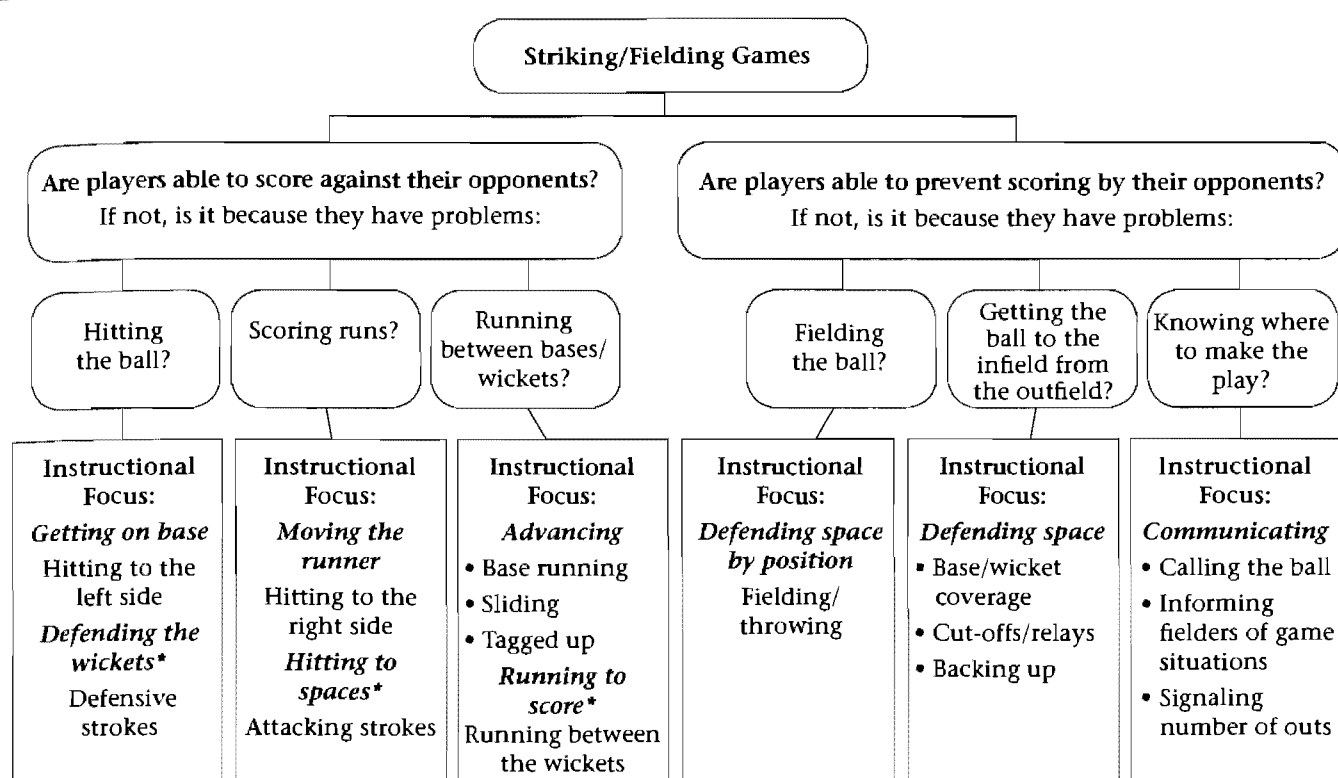 Striking/Fielding Games
Are players able to score against their opponents?
If not, is it because they have problems:
Are players able to prevent scoring by their opponents?
If not, is it because they have problems:
Hitting
the ball?
Scoring runs?
Running
between bases/
wickets?
Fielding
the ball?
Getting the
ball to the
infield from
the outfield?
Knowing where
to make the
play?
Instructional
Focus:
Getting on base
Hitting to the
left side
Defending the
wickets*
Defensive
strokes
Instructional
Focus:
Moving the
runner
Hitting to the
right side
Hitting to
spaces*
Attacking strokes
Instructional
Focus:
Advancing
• Base running
• Sliding
• Tagged up
Running to
score*
Running between
the wickets
Instructional
Focus:
Defending space
by position
Fielding/
throwing
Instructional
Focus:
Defending space
• Base/wicket
coverage
• Cut-offs/relays
• Backing up
Instructional
Focus:
Communicating
• Calling the ball
• Informing
fielders of game
situations
• Signaling
number of outs